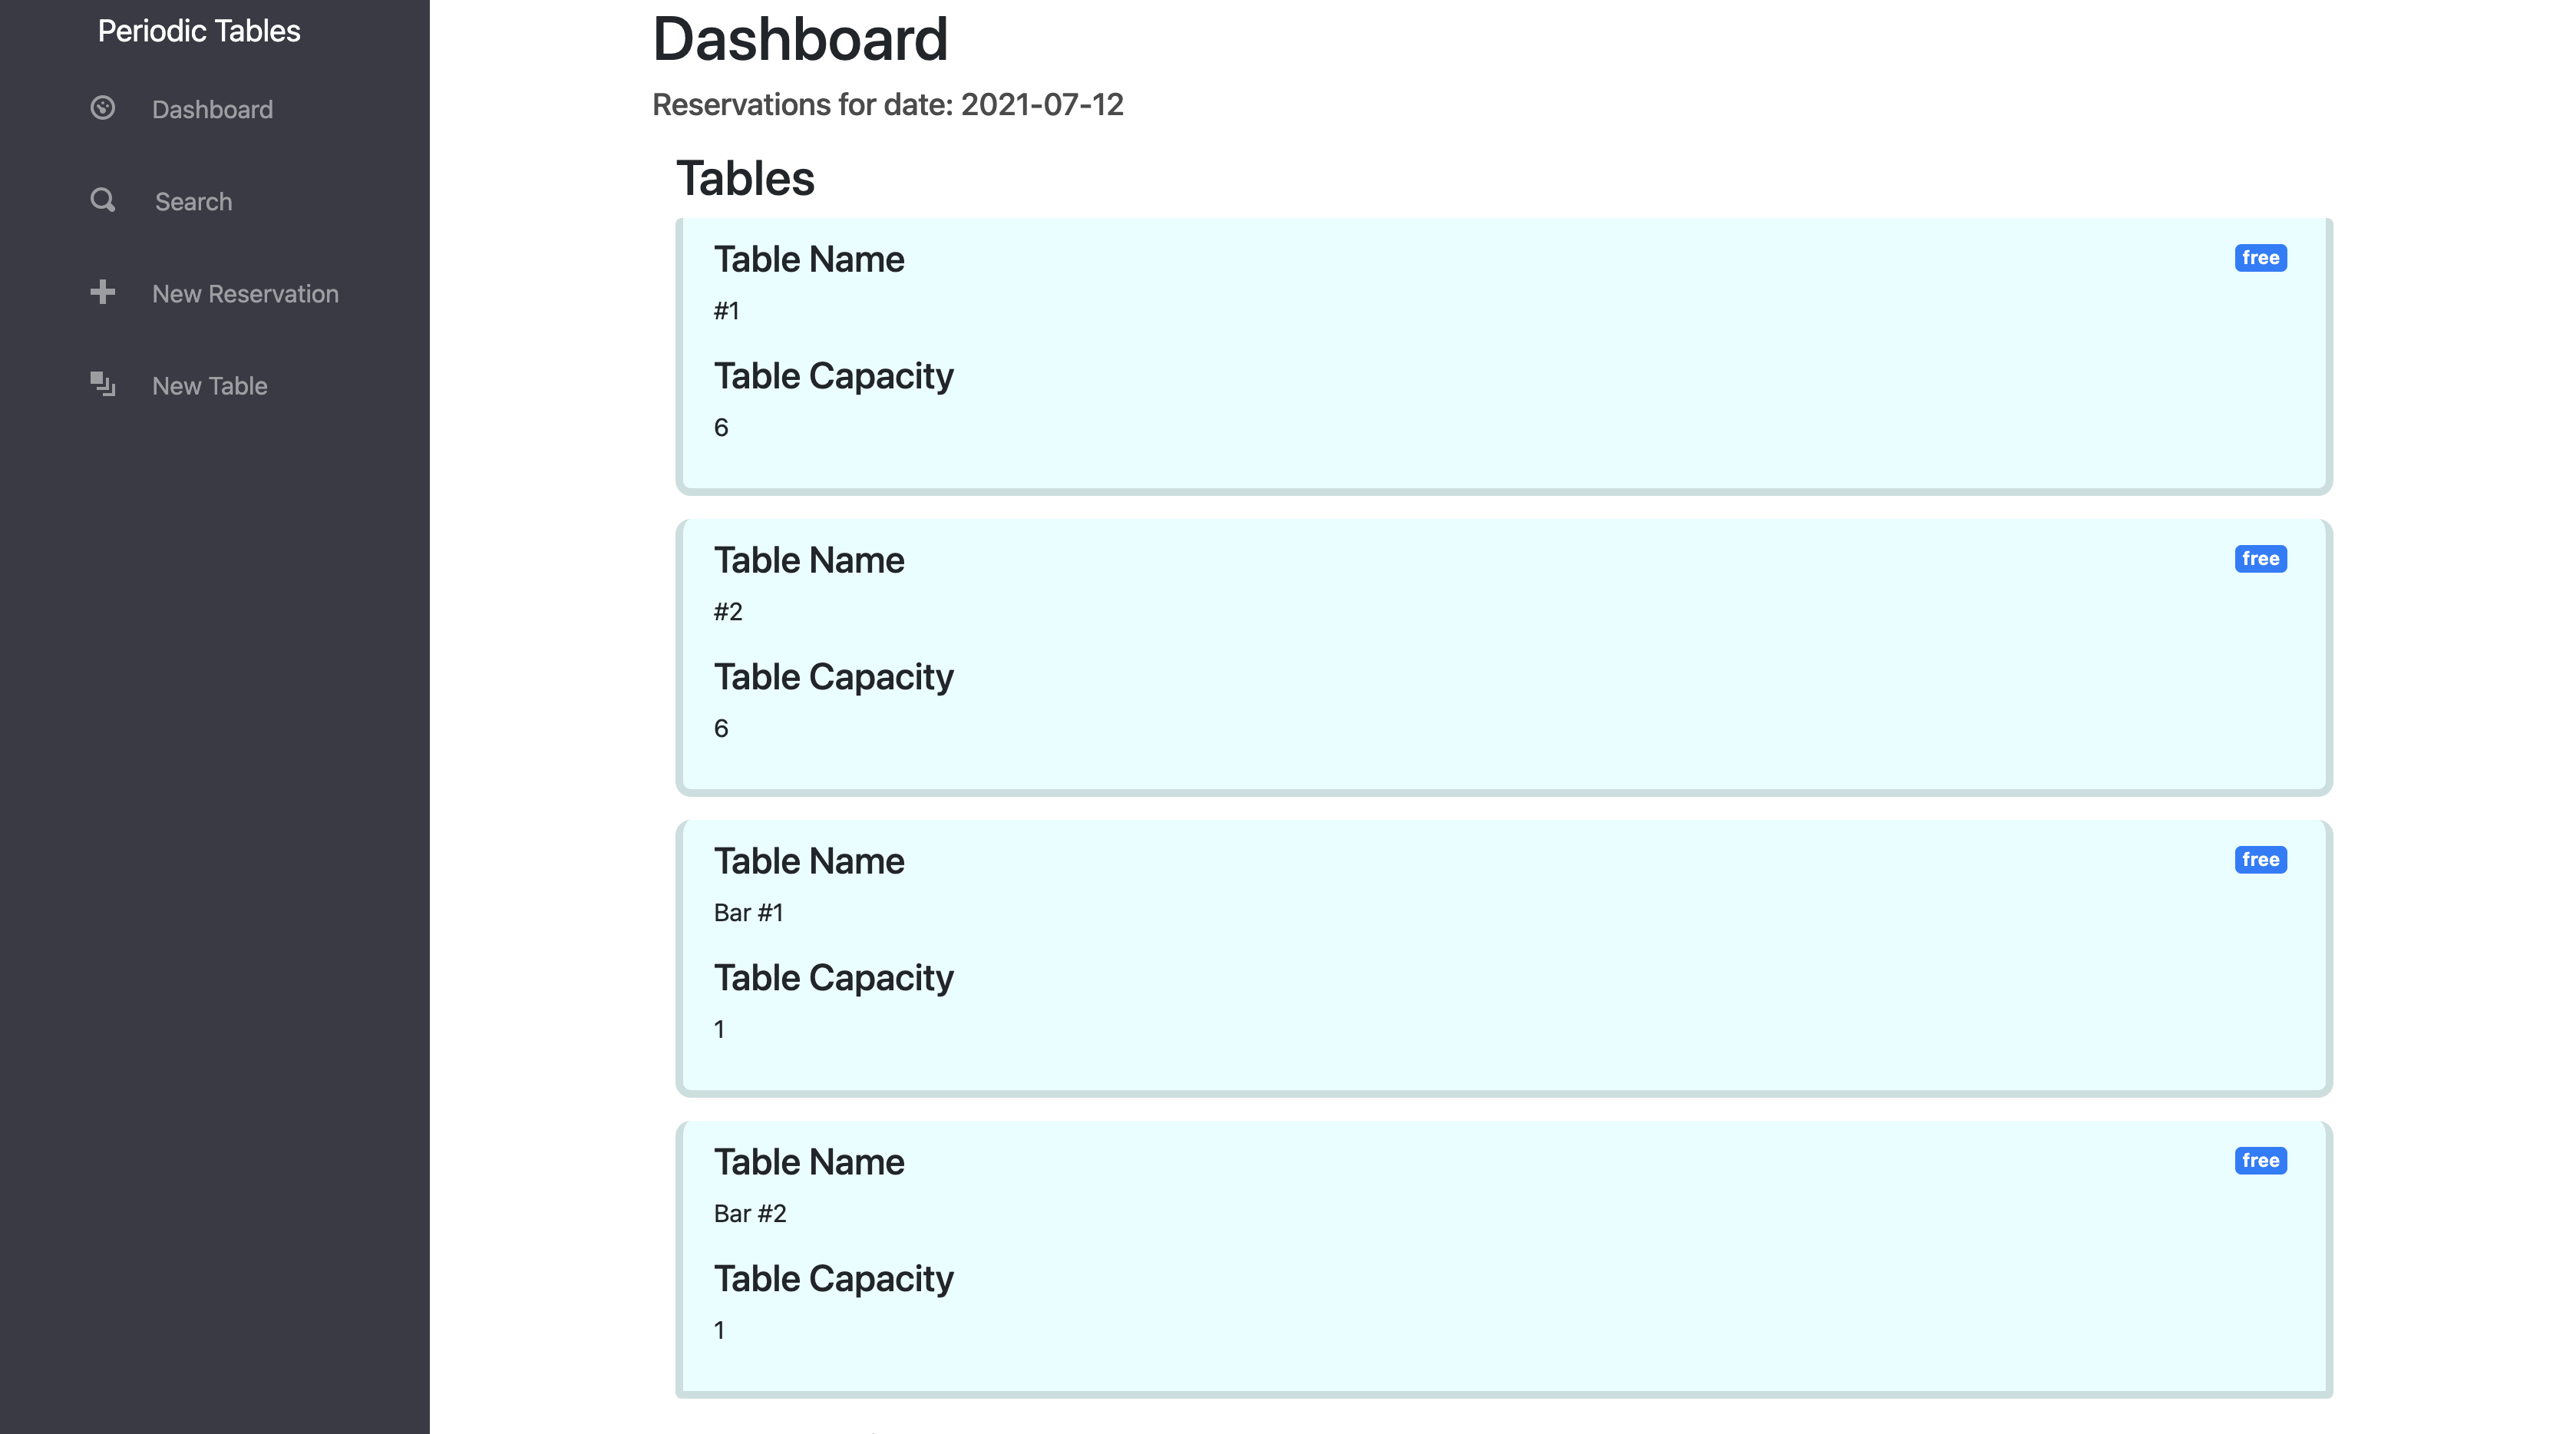 Periodic Tables
Dashboard
Search
New Reservation
New Table
Dashboard
Reservations for date: 2021-07-12
Tables
Table Name
free
#1
Table Capacity
6
Table Name
free
#2
Table Capacity
6
Table Name
free
Bar #1
Table Capacity
1
Table Name
free
Bar #2
Table Capacity
1